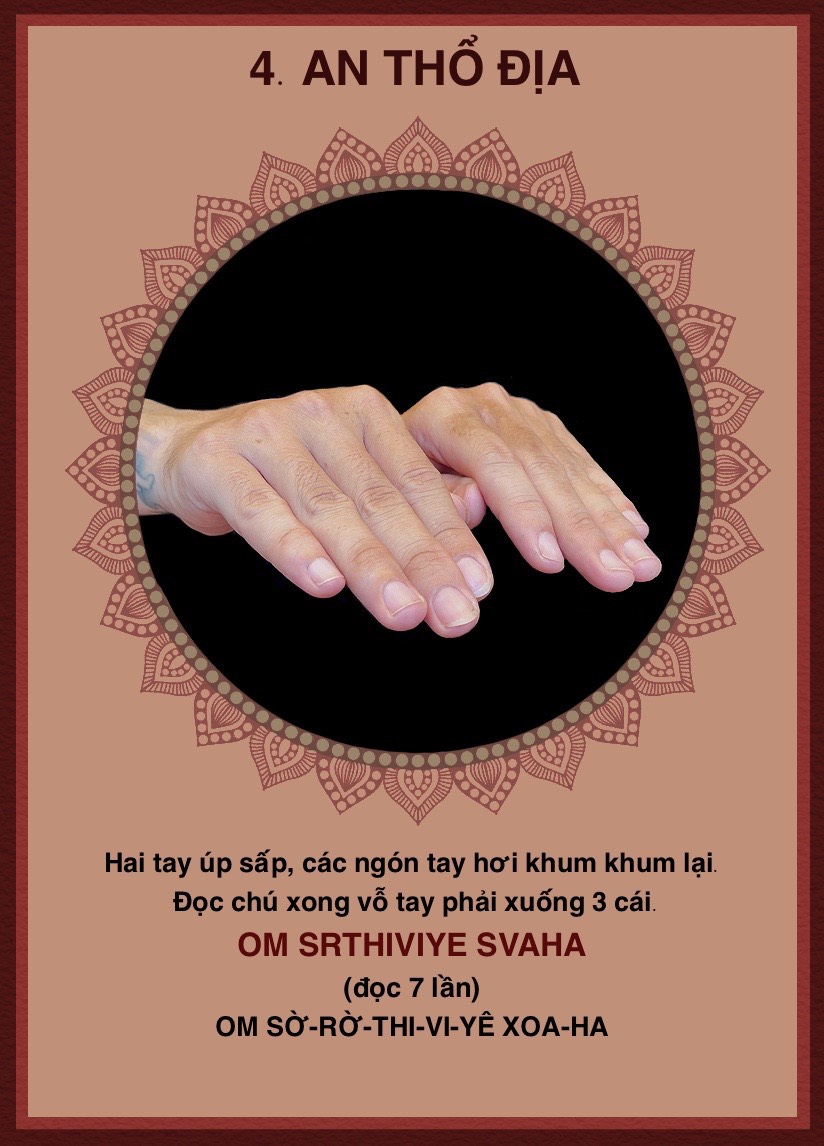 4. AN THỔ ĐỊA
Hai tay úp sấp, các ngón tay hơi khum khum lại.
Đọc chú xong vỗ tay phải xuống 3 cái.
OM SRTHIVIYE SVAHA
(đọc 7 lần)
OM SỜ-RỜ-THI-VI-YÊ XOA-HA